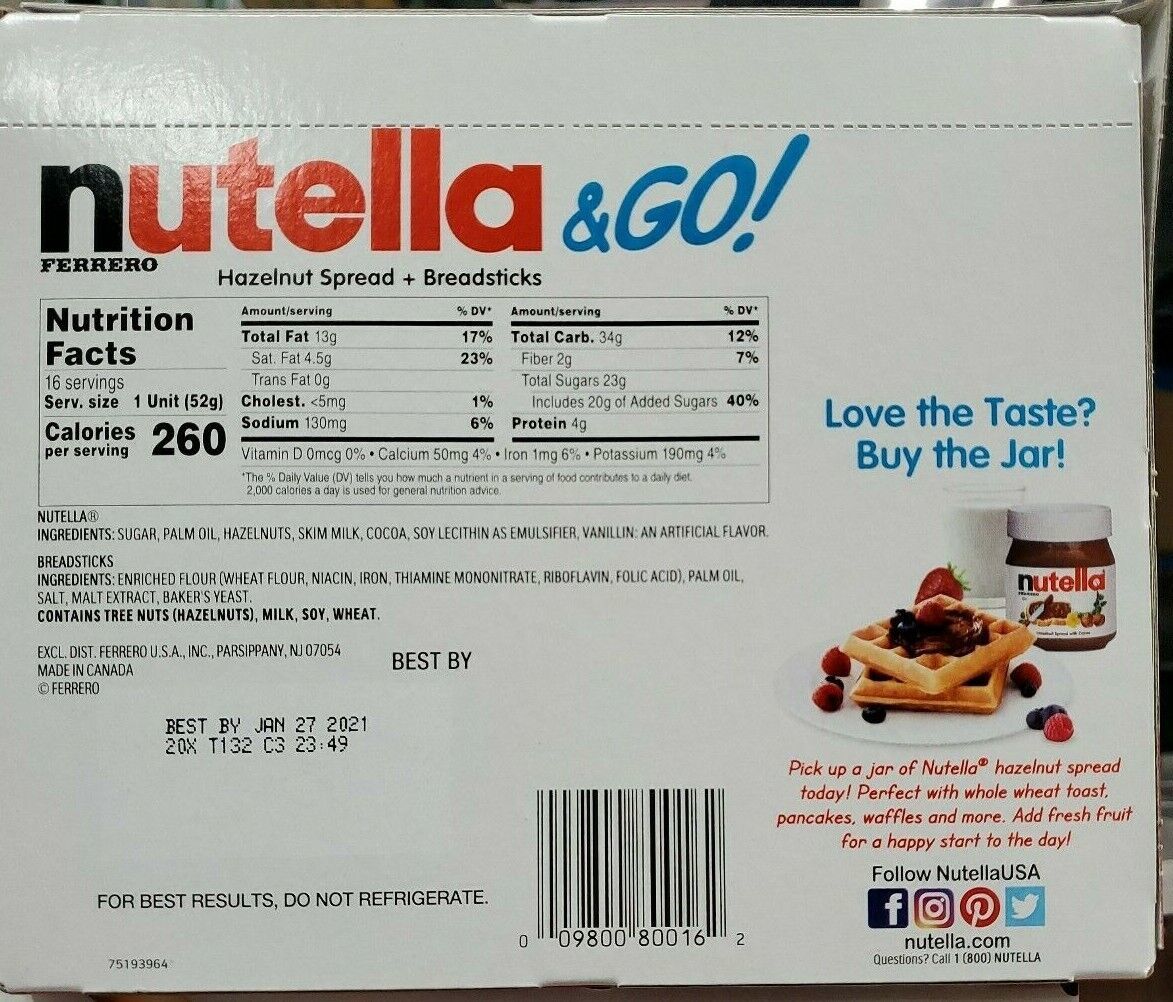 nutella &GO!
FERRERO
Hazelnut Spread + Breadsticks
Nutrition
Facts
16 servings
Serv. size 1 Unit (52g)
Calories 260
per serving
Amount/serving % DV*
Total Fat 13g 17%
Sat. Fat 4.5g 23%
Trans Fat 0g
Cholest. <5mg 1%
Sodium 130mg 6%
Amount/serving % DV*
Total Carb. 34g 12%
Fiber 2g 7%
Total Sugars 23g
Includes 20g of Added Sugars 40%
Protein 4g
Vitamin D 0mcg 0% • Calcium 50mg 4% • Iron 1mg 6% • Potassium 190mg 4%
*The % Daily Value (DV) tells you how much a nutrient in a serving of food contributes to a daily diet.
2,000 calories a day is used for general nutrition advice.
NUTELLA®
INGREDIENTS: SUGAR, PALM OIL, HAZELNUTS, SKIM MILK, COCOA, SOY LECITHIN AS EMULSIFIER, VANILLIN: AN ARTIFICIAL FLAVOR.
BREADSTICKS
INGREDIENTS: ENRICHED FLOUR (WHEAT FLOUR, NIACIN, IRON, THIAMINE MONONITRATE, RIBOFLAVIN, FOLIC ACID), PALM OIL,
SALT, MALT EXTRACT, BAKER'S YEAST.
CONTAINS TREE NUTS (HAZELNUTS), MILK, SOY, WHEAT.
EXCL. DIST. FERRERO U.S.A., INC., PARSIPPANY, NJ 07054
MADE IN CANADA
© FERRERO
BEST BY
BEST BY JAN 27 2021
20X T132 C3 23:49
FOR BEST RESULTS, DO NOT REFRIGERATE.
75193964
0 09800 80016 2
Love the Taste?
Buy the Jar!
nutella
Pick up a jar of Nutella® hazelnut spread
today! Perfect with whole wheat toast,
pancakes, waffles and more. Add fresh fruit
for a happy start to the day!
Follow NutellaUSA
nutella.com
Questions? Call 1 (800) NUTELLA